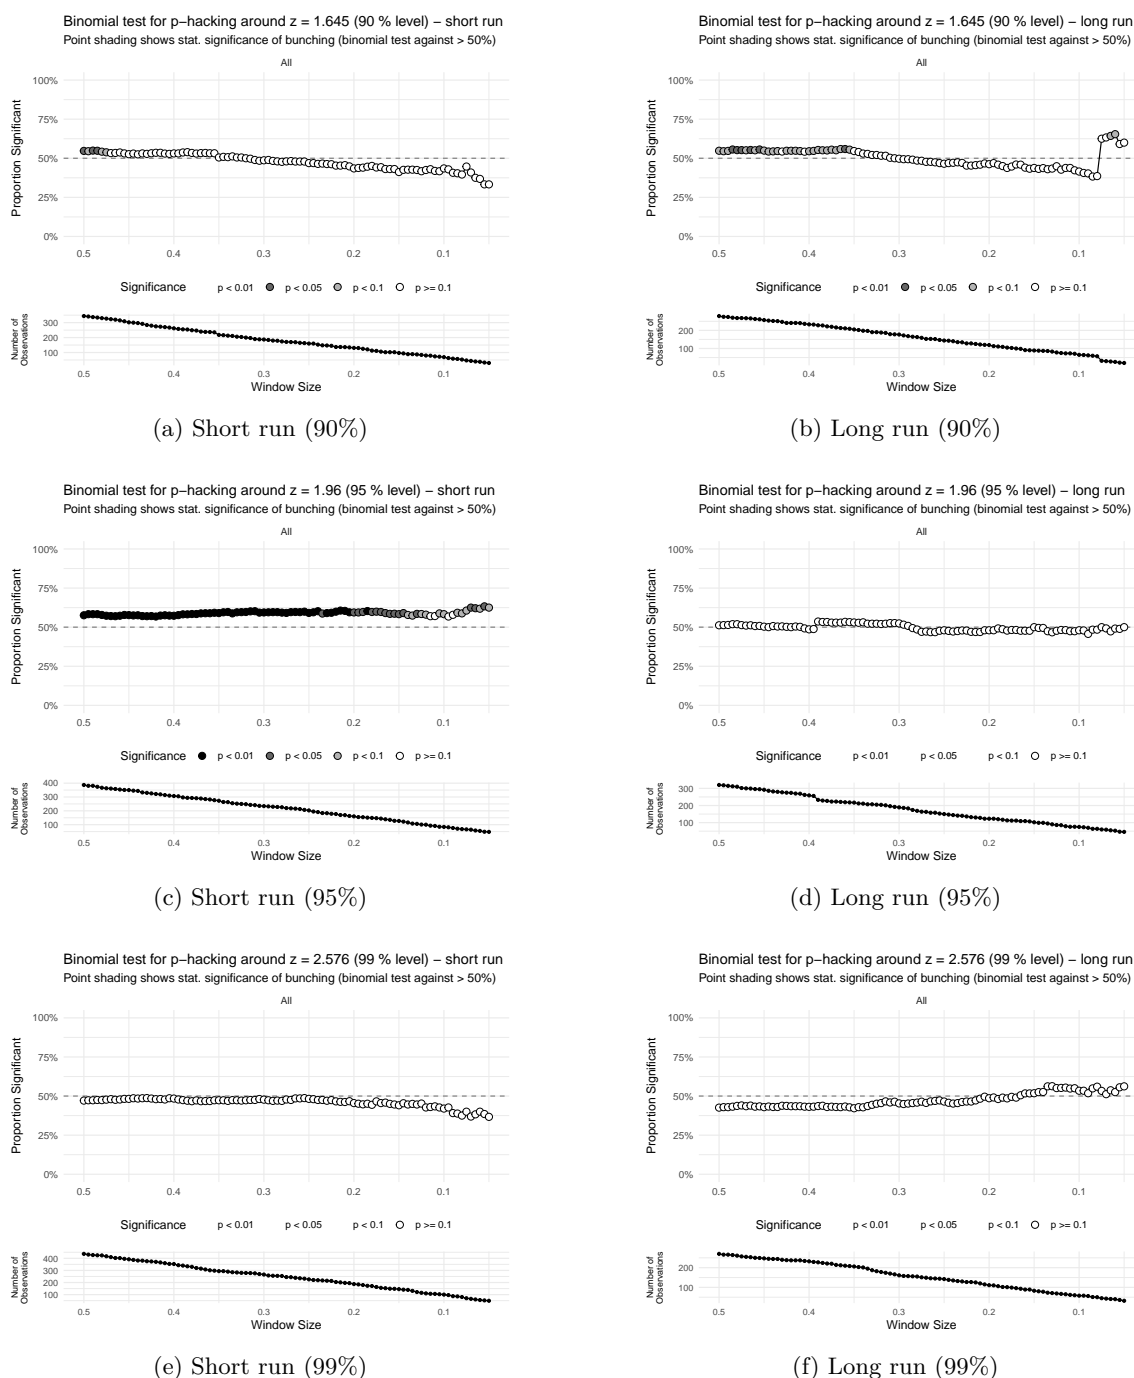 Binomial test for p−hacking around z = 1.645 (90 % level) − short run
Point shading shows stat. significance of bunching (binomial test against > 50%)
All
100%
75%
50%
25%
0%
Proportion Significant
0.5 0.4 0.3 0.2 0.1
Significance p < 0.01 p < 0.05 p < 0.1 p >= 0.1
Number of
Observations
300
200
100
0.5 0.4 0.3 0.2 0.1
Window Size
(a) Short run (90%)
Binomial test for p−hacking around z = 1.645 (90 % level) − long run
Point shading shows stat. significance of bunching (binomial test against > 50%)
All
100%
75%
50%
25%
0%
Proportion Significant
0.5 0.4 0.3 0.2 0.1
Significance p < 0.01 p < 0.05 p < 0.1 p >= 0.1
Number of
Observations
200
100
0.5 0.4 0.3 0.2 0.1
Window Size
(b) Long run (90%)
Binomial test for p−hacking around z = 1.96 (95 % level) − short run
Point shading shows stat. significance of bunching (binomial test against > 50%)
All
100%
75%
50%
25%
0%
Proportion Significant
0.5 0.4 0.3 0.2 0.1
Significance p < 0.01 p < 0.05 p < 0.1 p >= 0.1
Number of
Observations
400
300
200
100
0.5 0.4 0.3 0.2 0.1
Window Size
(c) Short run (95%)
Binomial test for p−hacking around z = 1.96 (95 % level) − long run
Point shading shows stat. significance of bunching (binomial test against > 50%)
All
100%
75%
50%
25%
0%
Proportion Significant
0.5 0.4 0.3 0.2 0.1
Significance p < 0.01 p < 0.05 p < 0.1 p >= 0.1
Number of
Observations
300
200
100
0.5 0.4 0.3 0.2 0.1
Window Size
(d) Long run (95%)
Binomial test for p−hacking around z = 2.576 (99 % level) − short run
Point shading shows stat. significance of bunching (binomial test against > 50%)
All
100%
75%
50%
25%
0%
Proportion Significant
0.5 0.4 0.3 0.2 0.1
Significance p < 0.01 p < 0.05 p < 0.1 p >= 0.1
Number of
Observations
400
300
200
100
0.5 0.4 0.3 0.2 0.1
Window Size
(e) Short run (99%)
Binomial test for p−hacking around z = 2.576 (99 % level) − long run
Point shading shows stat. significance of bunching (binomial test against > 50%)
All
100%
75%
50%
25%
0%
Proportion Significant
0.5 0.4 0.3 0.2 0.1
Significance p < 0.01 p < 0.05 p < 0.1 p >= 0.1
Number of
Observations
200
100
0.5 0.4 0.3 0.2 0.1
Window Size
(f) Long run (99%)